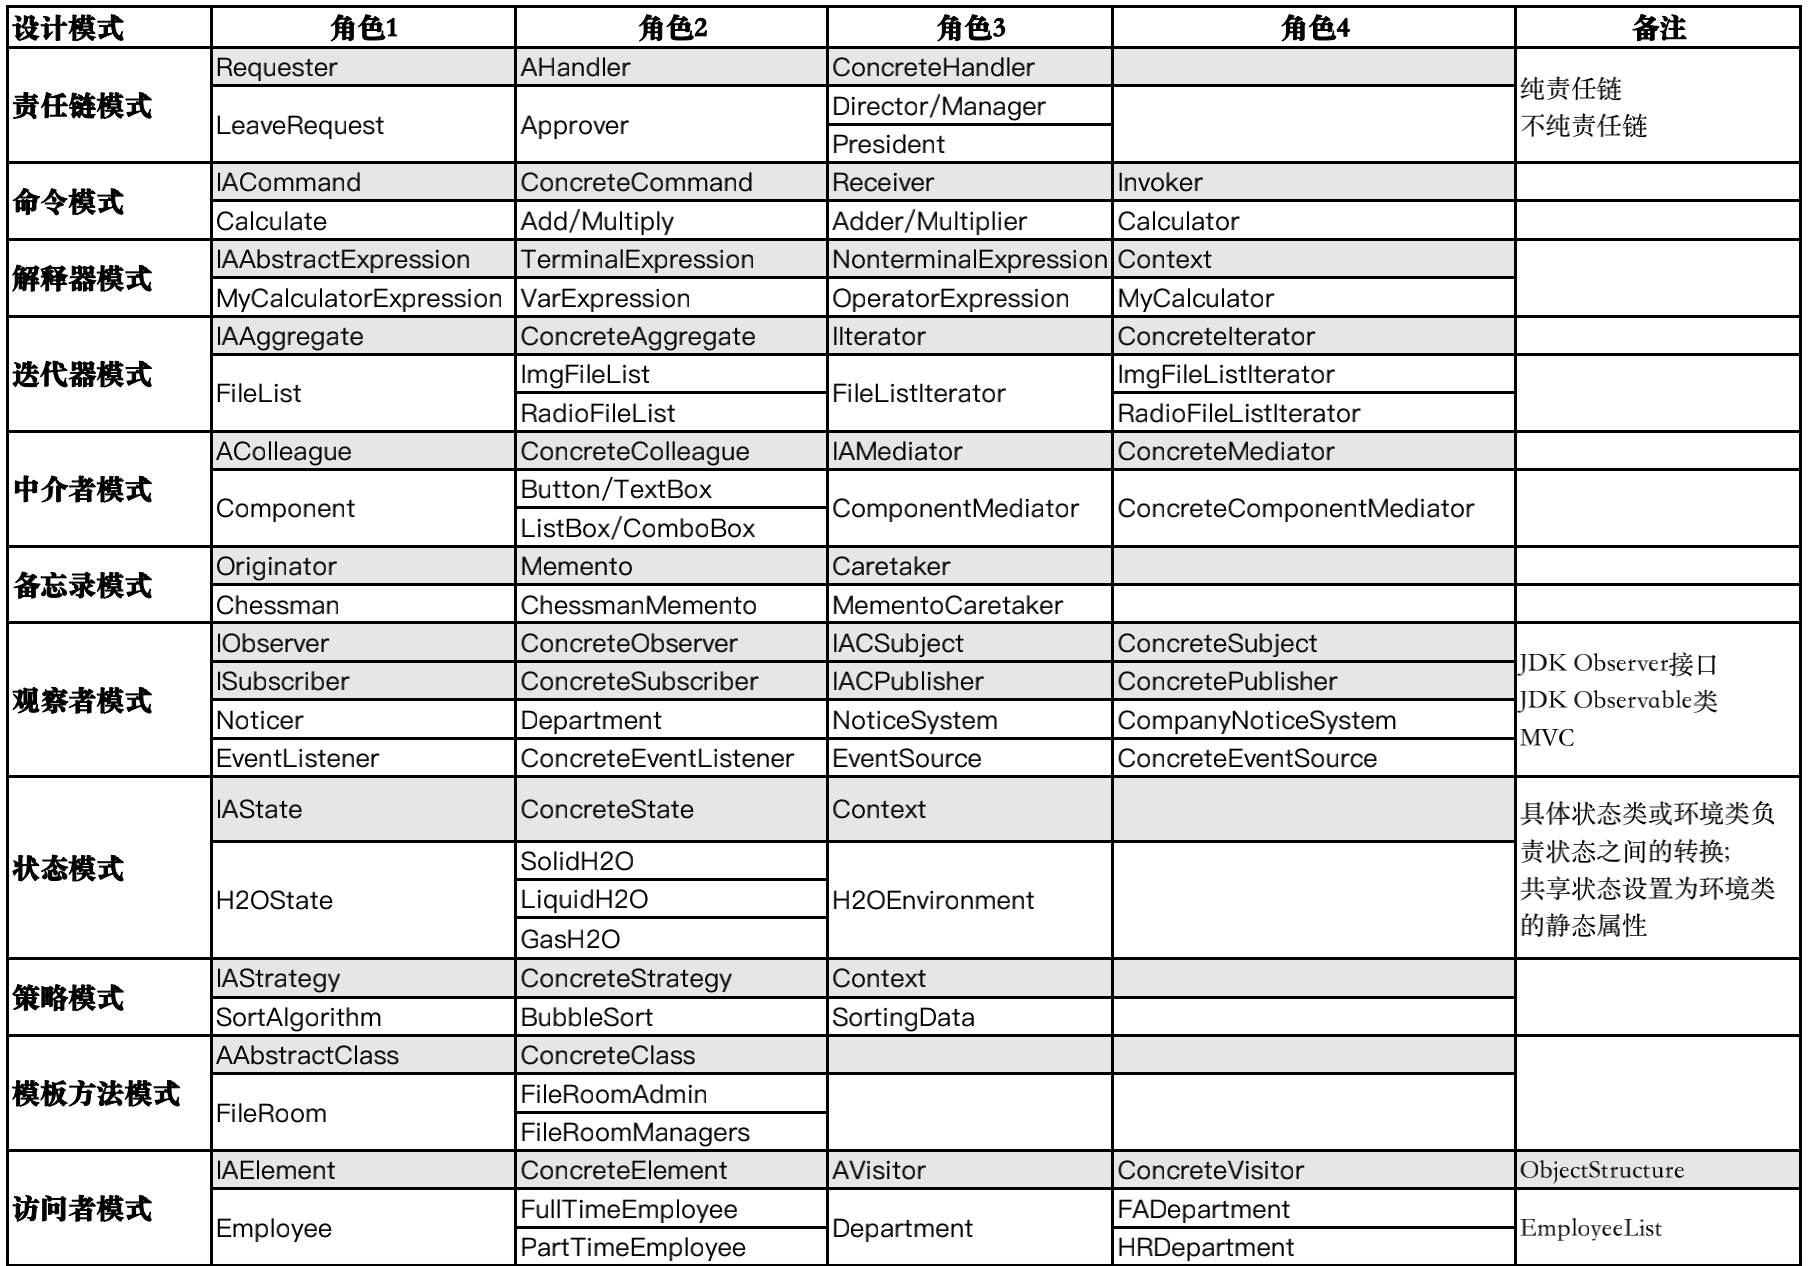 设计模式 角色1 角色2 角色3 角色4 备注
责任链模式 Requester AHandler ConcreteHandler 纯责任链
不纯责任链
LeaveRequest Approver Director/Manager
President
命令模式 IACommand ConcreteCommand Receiver Invoker
Calculate Add/Multiply Adder/Multiplier Calculator
解释器模式 IAAbstractExpression TerminalExpression NonterminalExpression Context
MyCalculatorExpression VarExpression OperatorExpression MyCalculator
迭代器模式 IAAggregate ConcreteAggregate IIterator ConcreteIterator
FileList ImgFileList FileListIterator ImgFileListIterator
RadioFileList RadioFileListIterator
中介者模式 AColleague ConcreteColleague IAMediator ConcreteMediator
Component Button/TextBox ComponentMediator ConcreteComponentMediator
ListBox/ComboBox
备忘录模式 Originator Memento Caretaker
Chessman ChessmanMemento MementoCaretaker
观察者模式 IObserver ConcreteObserver IACSubject ConcreteSubject JDK Observer接口
JDK Observable类
MVC
ISubscriber ConcreteSubscriber IACPublisher ConcretePublisher
Noticer Department NoticeSystem CompanyNoticeSystem
EventListener ConcreteEventListener EventSource ConcreteEventSource
状态模式 IAState ConcreteState Context 具体状态类或环境类负
责状态之间的转换;
共享状态设置为环境类
的静态属性
H2OState SolidH2O H2OEnvironment
LiquidH2O
GasH2O
策略模式 IAStrategy ConcreteStrategy Context
SortAlgorithm BubbleSort SortingData
模板方法模式 AAbstractClass ConcreteClass
FileRoom FileRoomAdmin
FileRoomManagers
访问者模式 IAElement ConcreteElement AVisitor ConcreteVisitor ObjectStructure
Employee FullTimeEmployee Department FADepartment EmployeeList
PartTimeEmployee HRDepartment